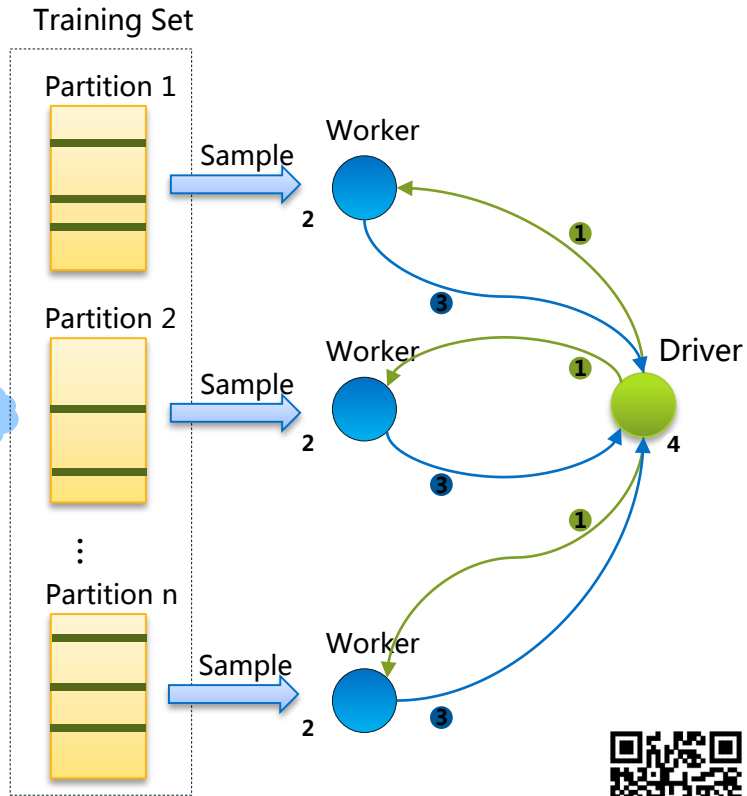 Training Set
Partition 1
Worker
Sample
2
1
3
Partition 2
Worker
Driver
Sample
1
2
4
3
1
⋮
Partition n
Worker
Sample
2
3